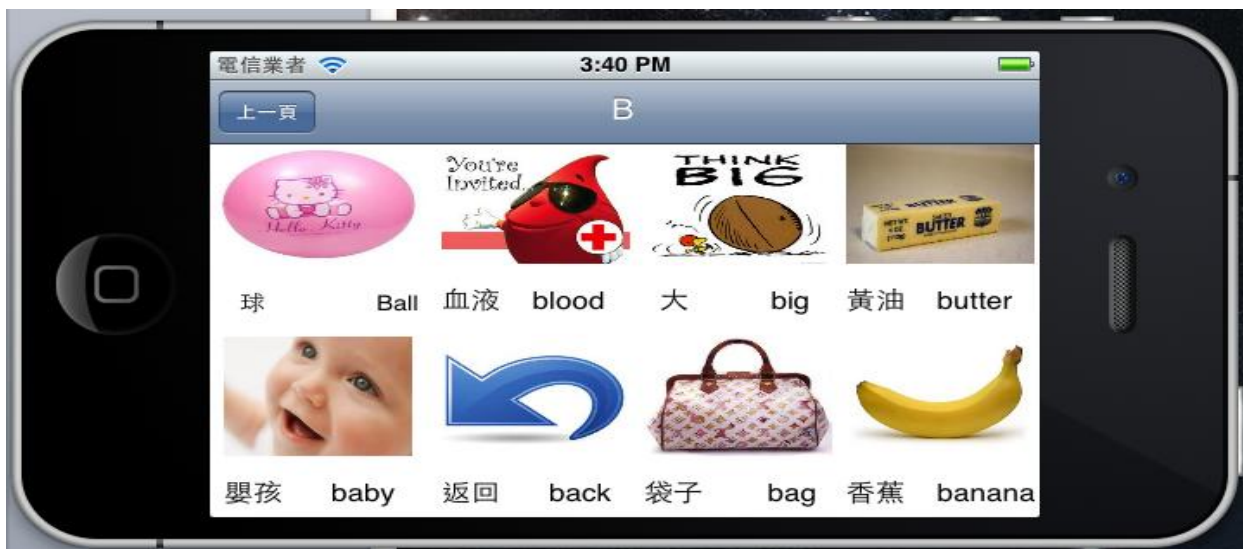 電信業者 3:40 PM
上一頁 B
You're
Invited
THINK
BIG
Hello Kitty
BUTTER
球 Ball 血液 blood 大 big 黃油 butter
嬰孩 baby 返回 back 袋子 bag 香蕉 banana